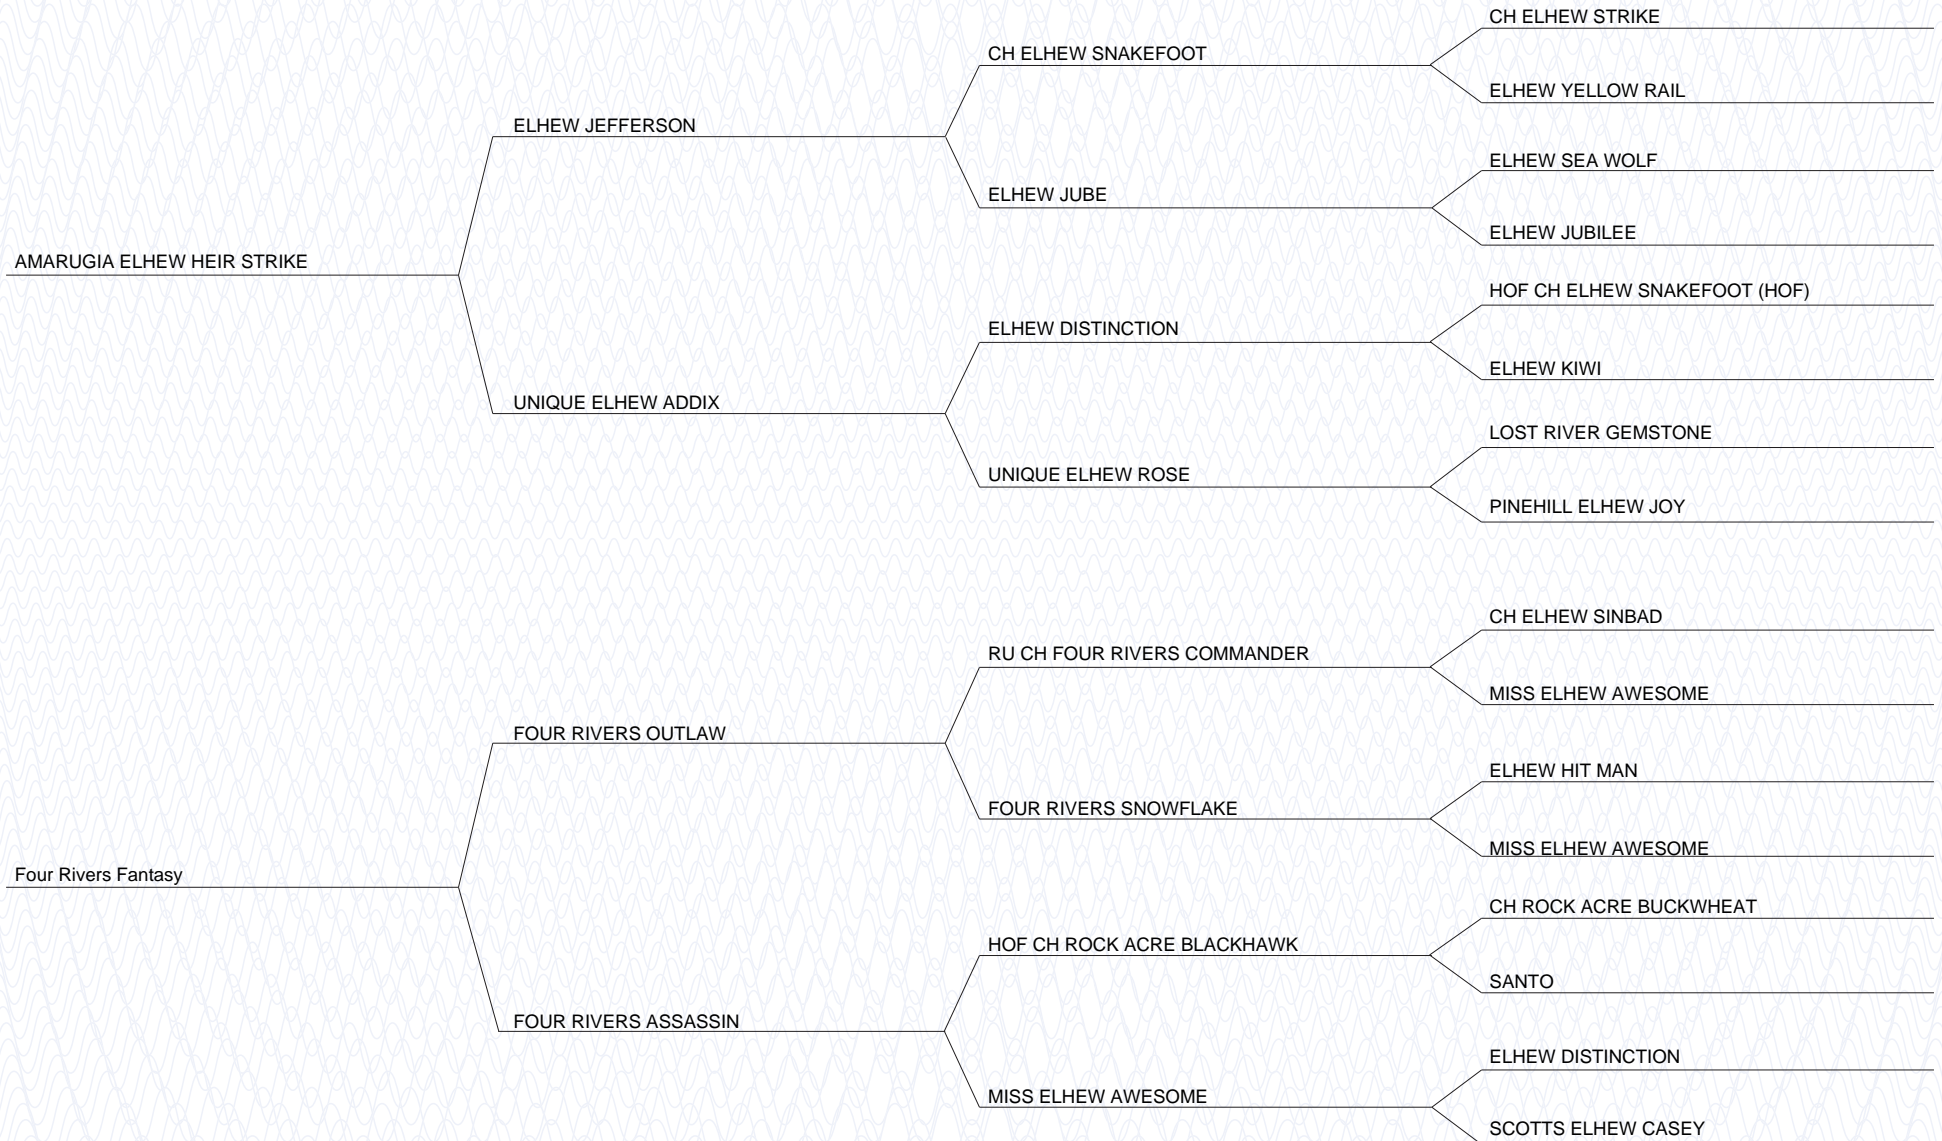 CH ELHEW STRIKE
CH ELHEW SNAKEFOOT
ELHEW YELLOW RAIL
ELHEW JEFFERSON
ELHEW SEA WOLF
ELHEW JUBE
ELHEW JUBILEE
AMARUGIA ELHEW HEIR STRIKE
HOF CH ELHEW SNAKEFOOT (HOF)
ELHEW DISTINCTION
ELHEW KIWI
UNIQUE ELHEW ADDIX
LOST RIVER GEMSTONE
UNIQUE ELHEW ROSE
PINEHILL ELHEW JOY
CH ELHEW SINBAD
RU CH FOUR RIVERS COMMANDER
MISS ELHEW AWESOME
FOUR RIVERS OUTLAW
ELHEW HIT MAN
FOUR RIVERS SNOWFLAKE
MISS ELHEW AWESOME
Four Rivers Fantasy
CH ROCK ACRE BUCKWHEAT
HOF CH ROCK ACRE BLACKHAWK
SANTO
FOUR RIVERS ASSASSIN
ELHEW DISTINCTION
MISS ELHEW AWESOME
SCOTTS ELHEW CASEY